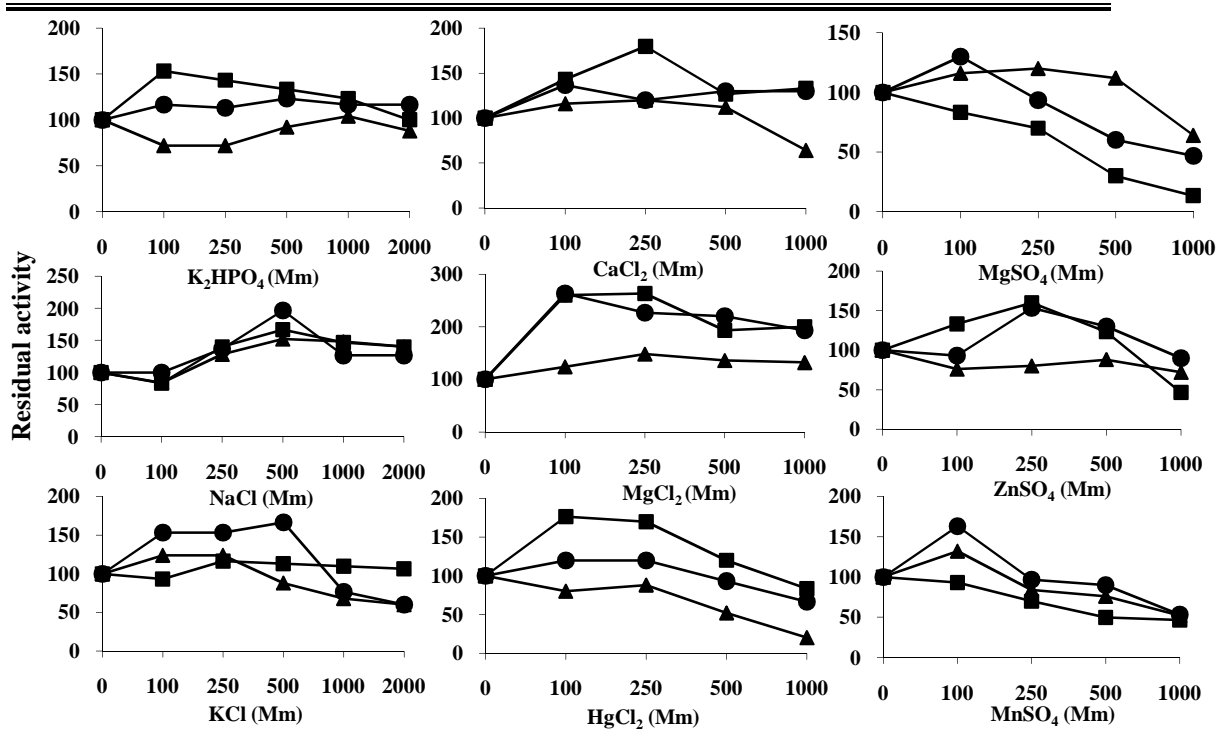 Residual activity
200
150
100
50
0
0 100 250 500 1000 2000
K₂HPO₄ (Mm)
200
150
100
50
0
0 100 250 500 1000
CaCl₂ (Mm)
150
100
50
0
0 100 250 500 1000
MgSO₄ (Mm)
250
200
150
100
50
0
0 100 250 500 1000 2000
NaCl (Mm)
300
200
100
0
0 100 250 500 1000
MgCl₂ (Mm)
200
150
100
50
0
0 100 250 500 1000
ZnSO₄ (Mm)
200
150
100
50
0
0 100 250 500 1000 2000
KCl (Mm)
200
150
100
50
0
0 100 250 500 1000
HgCl₂ (Mm)
200
150
100
50
0
0 100 250 500 1000
MnSO₄ (Mm)